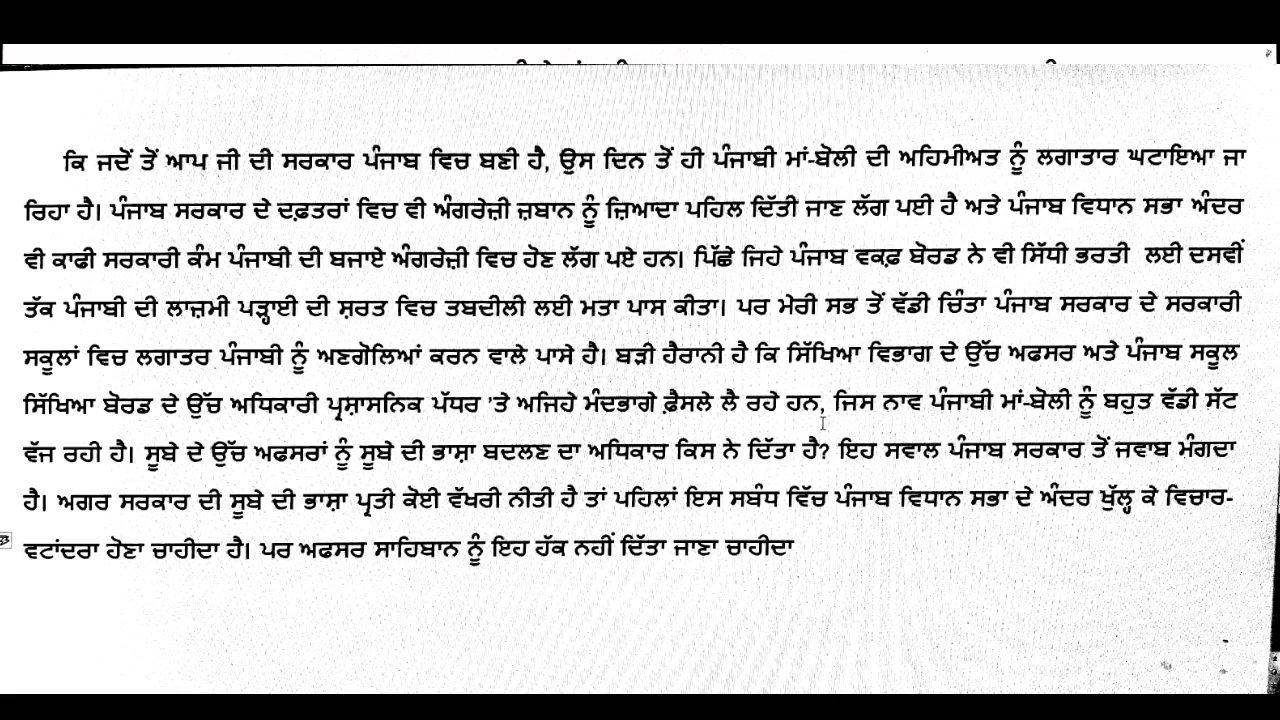 ਕਿ ਜਦੋਂ ਤੋਂ ਆਪ ਜੀ ਦੀ ਸਰਕਾਰ ਪੰਜਾਬ ਵਿਚ ਬਣੀ ਹੈ, ਉਸ ਦਿਨ ਤੋਂ ਹੀ ਪੰਜਾਬੀ ਮਾਂ-ਬੋਲੀ ਦੀ ਅਹਿਮੀਅਤ ਨੂੰ ਲਗਾਤਾਰ ਘਟਾਇਆ ਜਾ
ਰਿਹਾ ਹੈ। ਪੰਜਾਬ ਸਰਕਾਰ ਦੇ ਦਫ਼ਤਰਾਂ ਵਿਚ ਵੀ ਅੰਗਰੇਜ਼ੀ ਜ਼ਬਾਨ ਨੂੰ ਜ਼ਿਆਦਾ ਪਹਿਲ ਦਿੱਤੀ ਜਾਣ ਲੱਗ ਪਈ ਹੈ ਅਤੇ ਪੰਜਾਬ ਵਿਧਾਨ ਸਭਾ ਅੰਦਰ
ਵੀ ਕਾਫੀ ਸਰਕਾਰੀ ਕੰਮ ਪੰਜਾਬੀ ਦੀ ਬਜਾਏ ਅੰਗਰੇਜ਼ੀ ਵਿਚ ਹੋਣ ਲੱਗ ਪਏ ਹਨ। ਪਿੱਛੇ ਜਿਹੇ ਪੰਜਾਬ ਵਕਫ਼ ਬੋਰਡ ਨੇ ਵੀ ਸਿੱਧੀ ਭਰਤੀ ਲਈ ਦਸਵੀਂ
ਤੱਕ ਪੰਜਾਬੀ ਦੀ ਲਾਜ਼ਮੀ ਪੜ੍ਹਾਈ ਦੀ ਸ਼ਰਤ ਵਿਚ ਤਬਦੀਲੀ ਲਈ ਮਤਾ ਪਾਸ ਕੀਤਾ। ਪਰ ਮੇਰੀ ਸਭ ਤੋਂ ਵੱਡੀ ਚਿੰਤਾ ਪੰਜਾਬ ਸਰਕਾਰ ਦੇ ਸਰਕਾਰੀ
ਸਕੂਲਾਂ ਵਿਚ ਲਗਾਤਰ ਪੰਜਾਬੀ ਨੂੰ ਅਣਗੋਲਿਆਂ ਕਰਨ ਵਾਲੇ ਪਾਸੇ ਹੈ। ਬੜੀ ਹੈਰਾਨੀ ਹੈ ਕਿ ਸਿੱਖਿਆ ਵਿਭਾਗ ਦੇ ਉੱਚ ਅਫਸਰ ਅਤੇ ਪੰਜਾਬ ਸਕੂਲ
ਸਿੱਖਿਆ ਬੋਰਡ ਦੇ ਉੱਚ ਅਧਿਕਾਰੀ ਪ੍ਰਸ਼ਾਸਨਿਕ ਪੱਧਰ 'ਤੇ ਅਜਿਹੇ ਮੰਦਭਾਗੇ ਫ਼ੈਸਲੇ ਲੈ ਰਹੇ ਹਨ, ਜਿਸ ਨਾਵ ਪੰਜਾਬੀ ਮਾਂ-ਬੋਲੀ ਨੂੰ ਬਹੁਤ ਵੱਡੀ ਸੱਟ
ਵੱਜ ਰਹੀ ਹੈ। ਸੂਬੇ ਦੇ ਉੱਚ ਅਫਸਰਾਂ ਨੂੰ ਸੂਬੇ ਦੀ ਭਾਸ਼ਾ ਬਦਲਣ ਦਾ ਅਧਿਕਾਰ ਕਿਸ ਨੇ ਦਿੱਤਾ ਹੈ? ਇਹ ਸਵਾਲ ਪੰਜਾਬ ਸਰਕਾਰ ਤੋਂ ਜਵਾਬ ਮੰਗਦਾ
ਹੈ। ਅਗਰ ਸਰਕਾਰ ਦੀ ਸੂਬੇ ਦੀ ਭਾਸ਼ਾ ਪ੍ਰਤੀ ਕੋਈ ਵੱਖਰੀ ਨੀਤੀ ਹੈ ਤਾਂ ਪਹਿਲਾਂ ਇਸ ਸਬੰਧ ਵਿੱਚ ਪੰਜਾਬ ਵਿਧਾਨ ਸਭਾ ਦੇ ਅੰਦਰ ਖੁੱਲ੍ਹ ਕੇ ਵਿਚਾਰ-
ਵਟਾਂਦਰਾ ਹੋਣਾ ਚਾਹੀਦਾ ਹੈ। ਪਰ ਅਫਸਰ ਸਾਹਿਬਾਨ ਨੂੰ ਇਹ ਹੱਕ ਨਹੀਂ ਦਿੱਤਾ ਜਾਣਾ ਚਾਹੀਦਾ